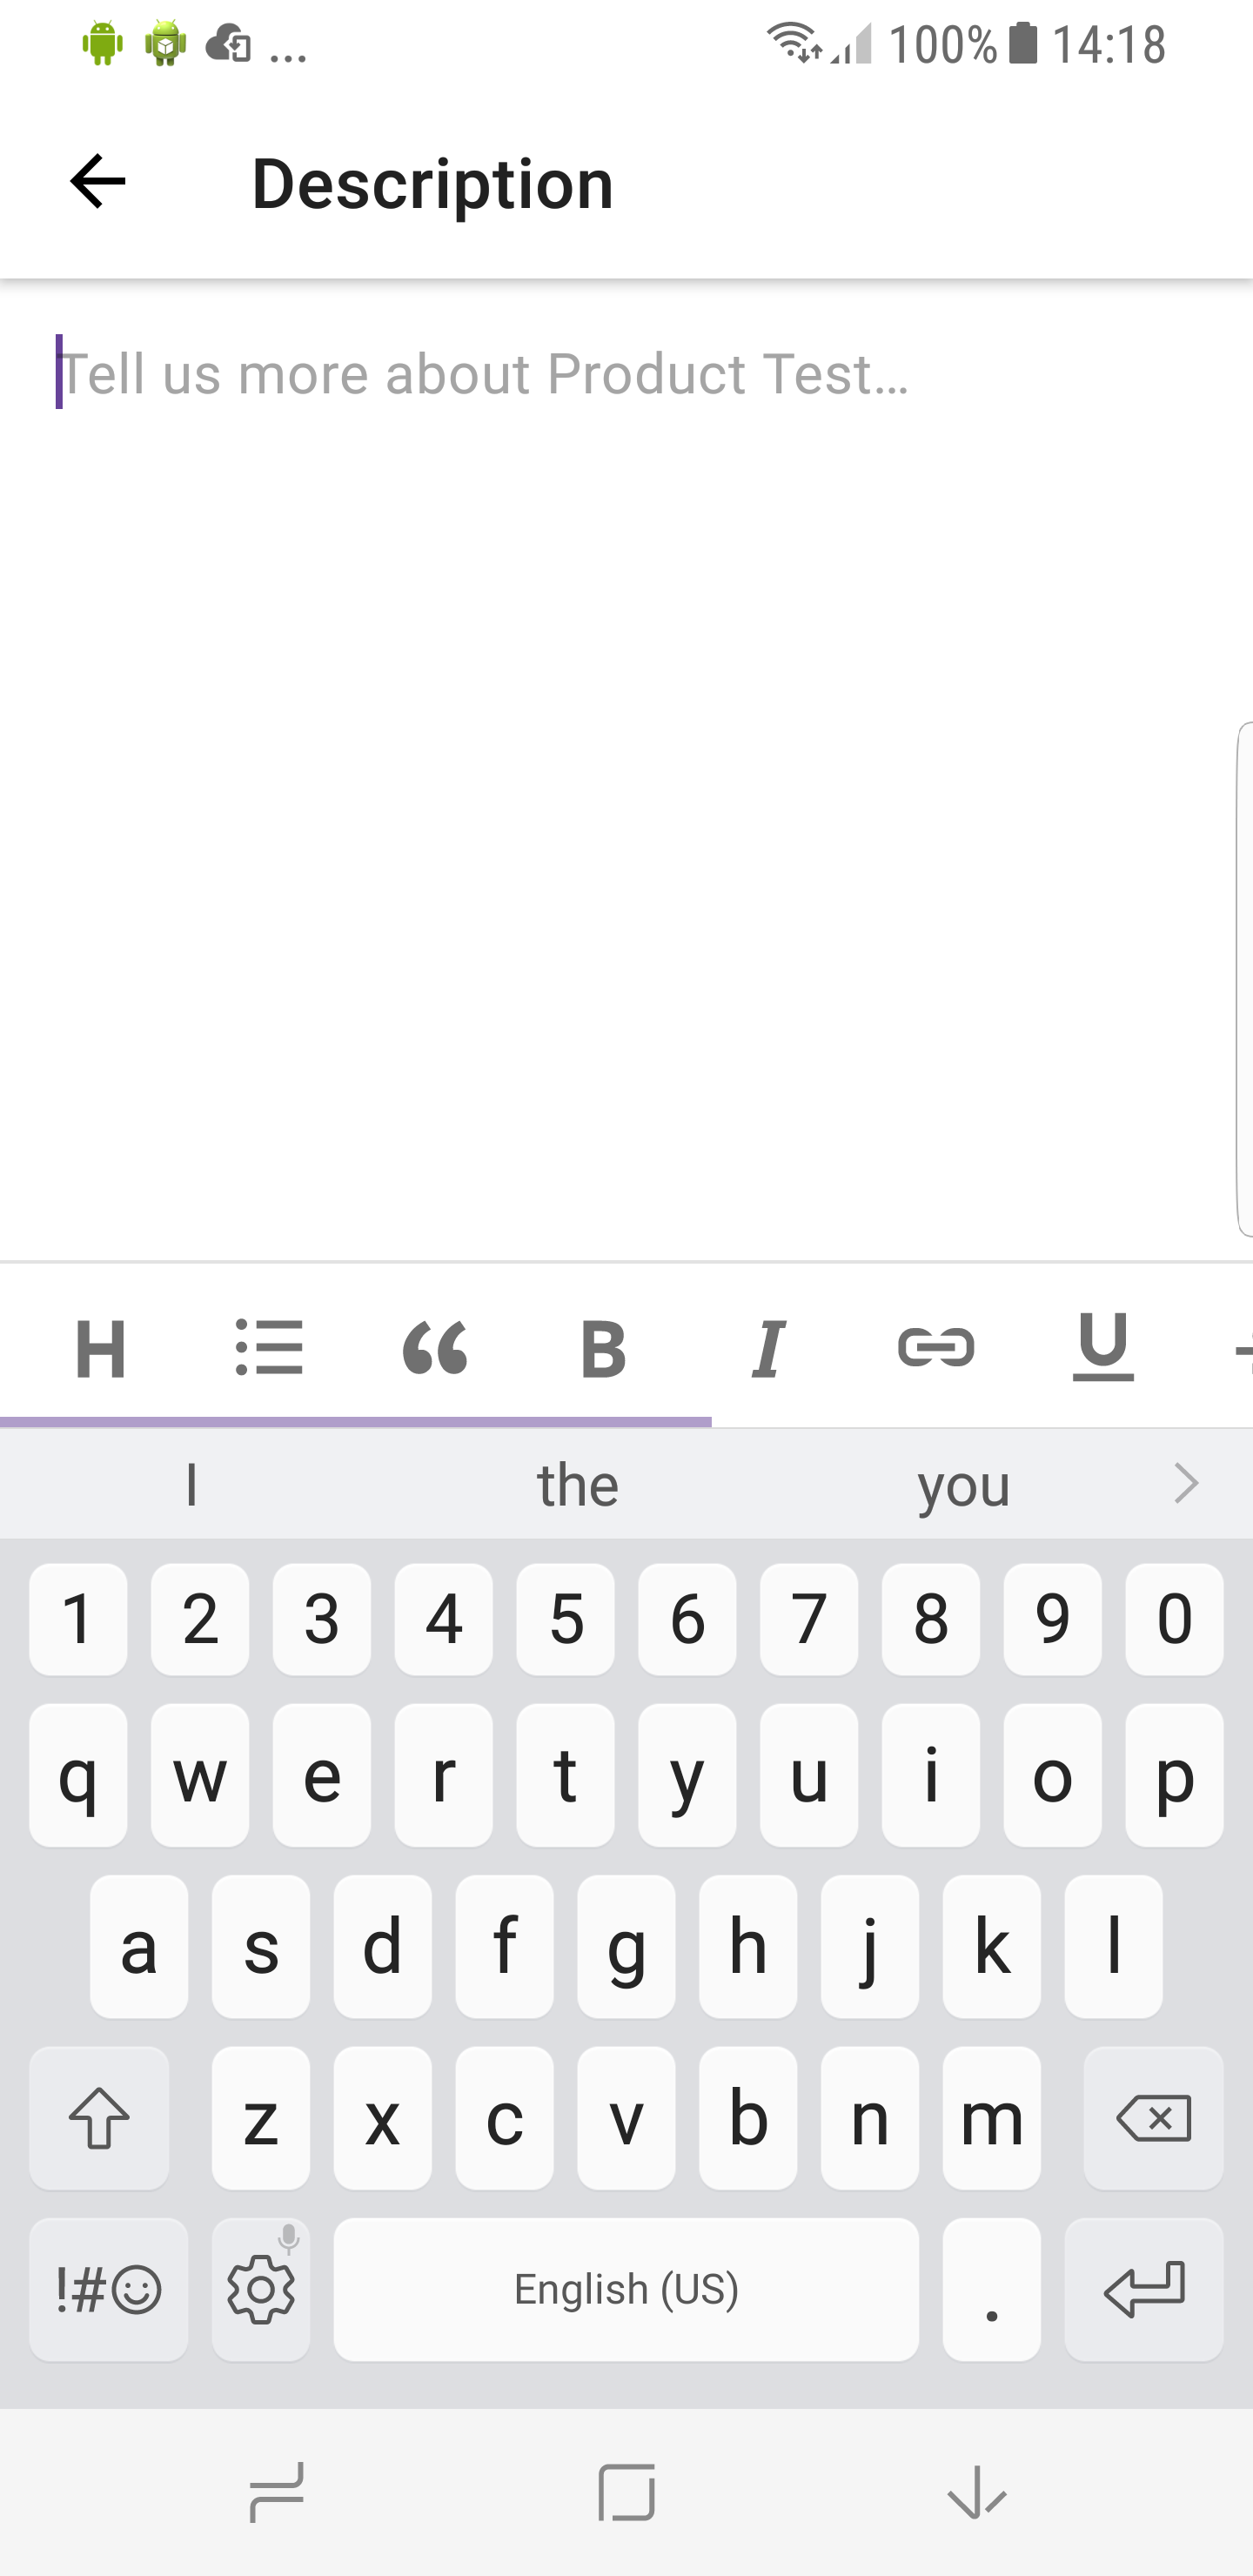 ... 100% 14:18
Description
Tell us more about Product Test...
H B I U
I the you
1 2 3 4 5 6 7 8 9 0
q w e r t y u i o p
a s d f g h j k l
z x c v b n m
!# English (US) .